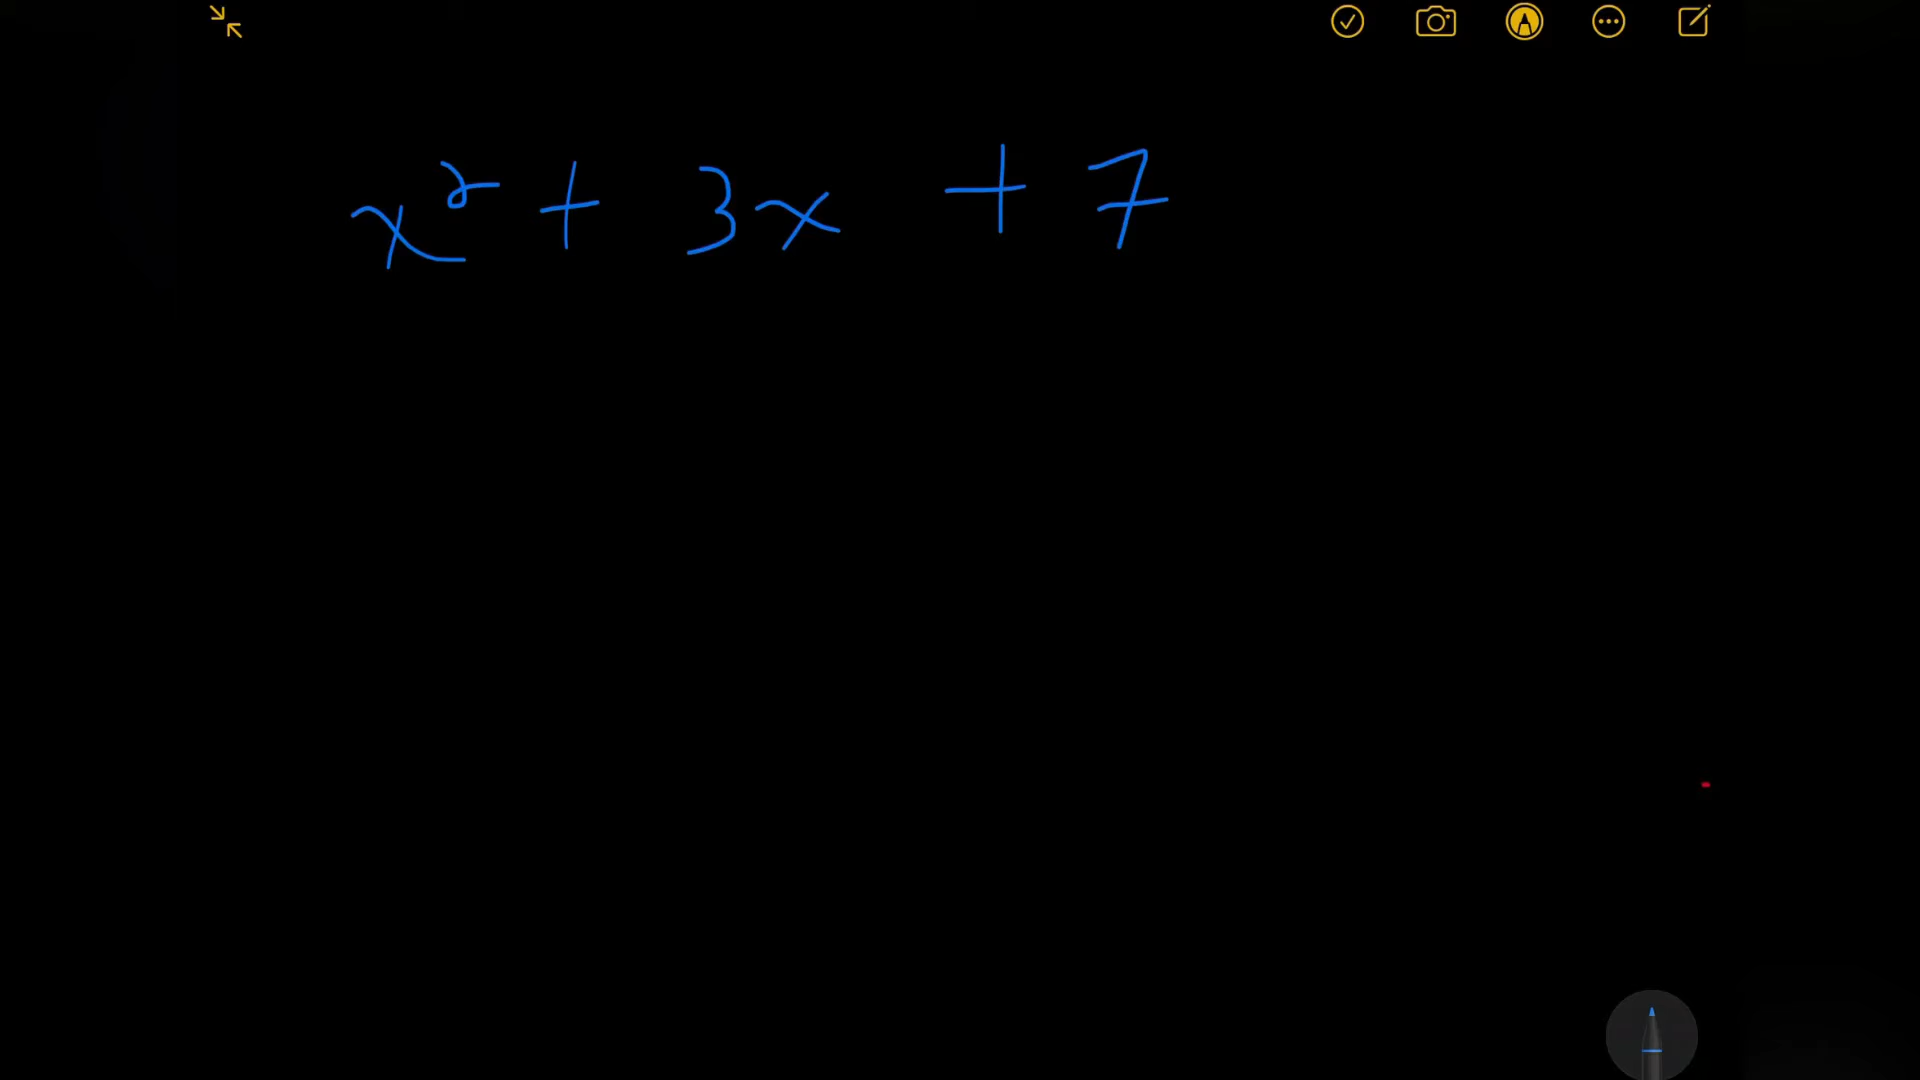 x² + 3x + 7